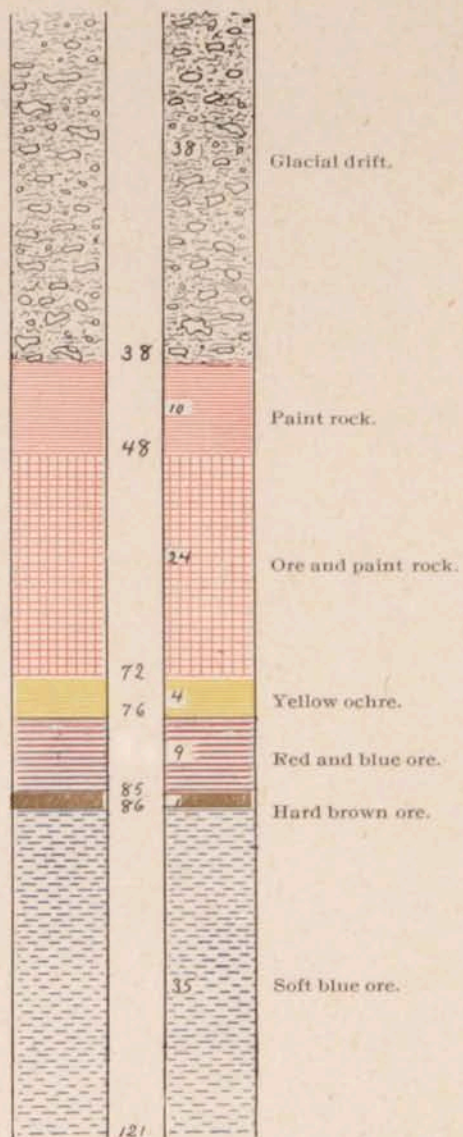 38 Glacial drift.
38
10 Paint rock.
48
24 Ore and paint rock.
72
4 Yellow ochre.
76
9 Red and blue ore.
85
86 1 Hard brown ore.
35 Soft blue ore.
121